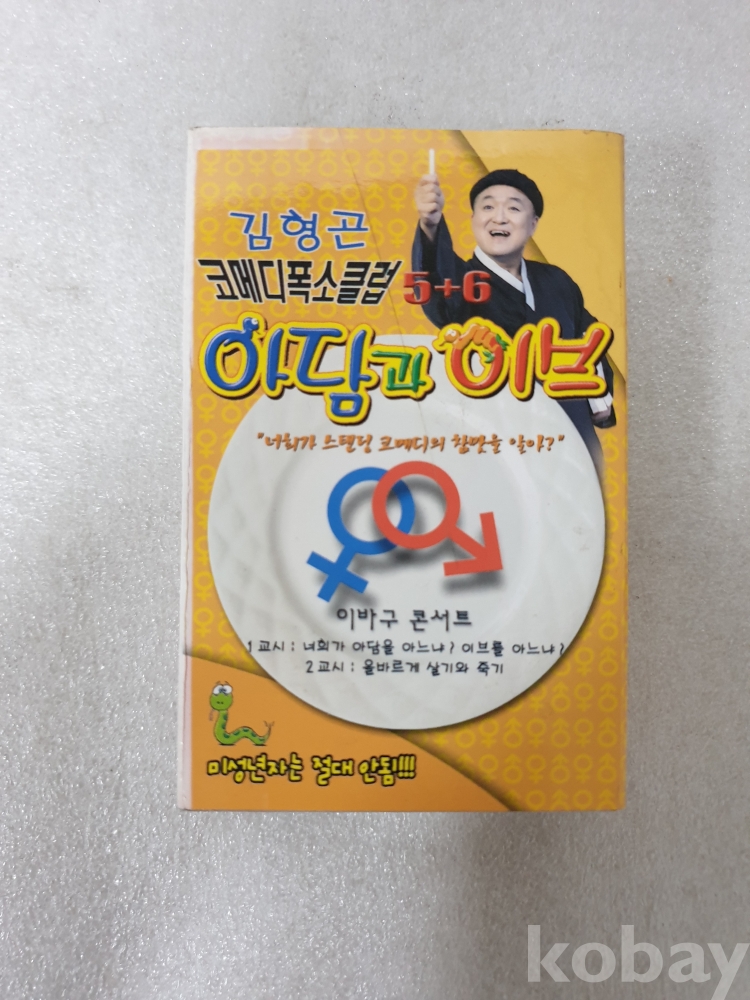 김형곤
코메디폭소클럽 5+6
아담과 이브
"너희가 스텐딩 코메디의 참맛을 알아?"
이바구 콘서트
1교시 : 너희가 아담을 아느냐? 이브를 아느냐?
2교시 : 올바르게 살기와 죽기
미성년자는 절대 안됨!!!
kobay